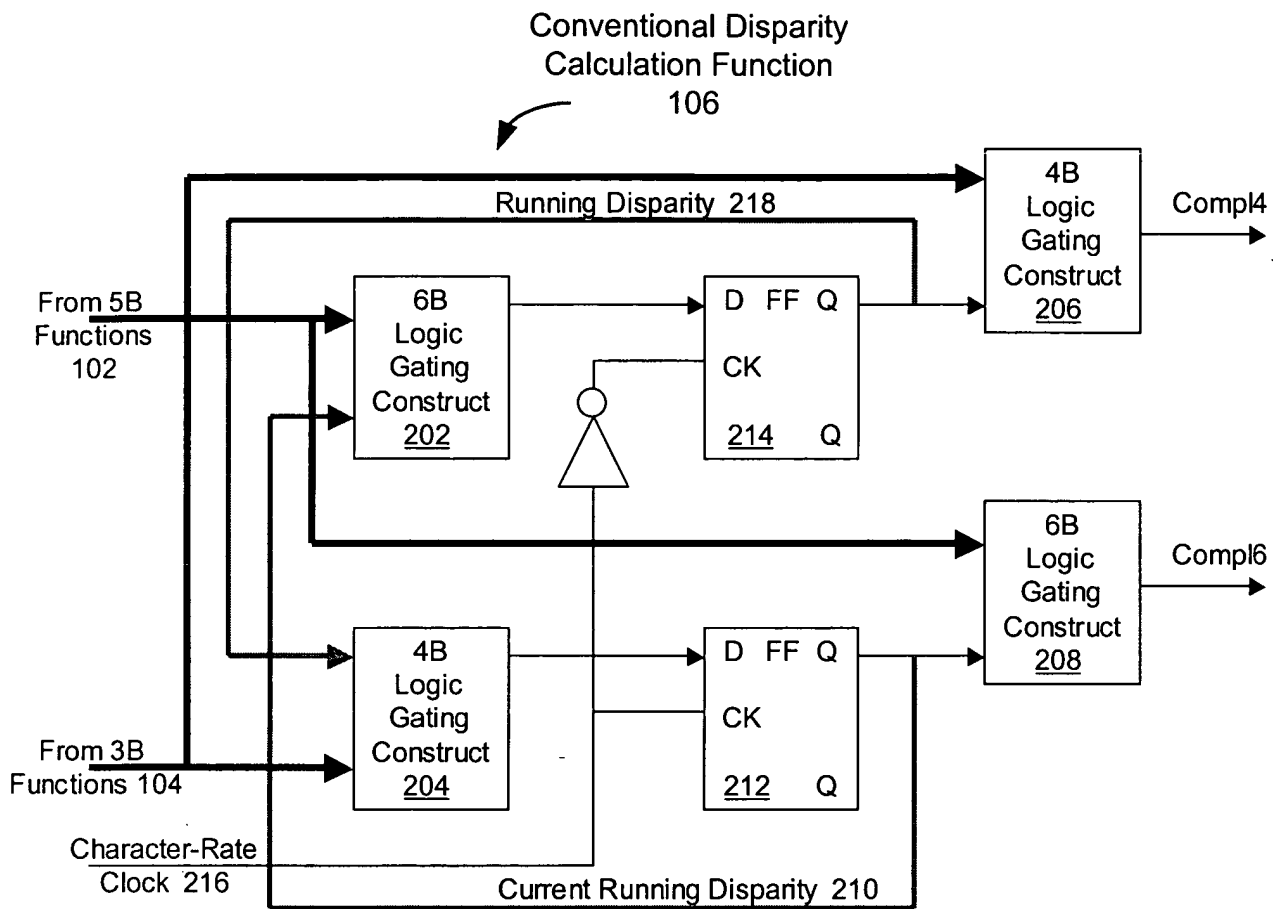 Conventional Disparity
Calculation Function
106
Running Disparity 218
4B
Logic
Gating
Construct
206
Compl4
From 5B
Functions
102
6B
Logic
Gating
Construct
202
D FF Q
CK
214 Q
6B
Logic
Gating
Construct
208
Compl6
4B
Logic
Gating
Construct
204
D FF Q
CK
212 Q
From 3B
Functions 104
Character-Rate
Clock 216
Current Running Disparity 210